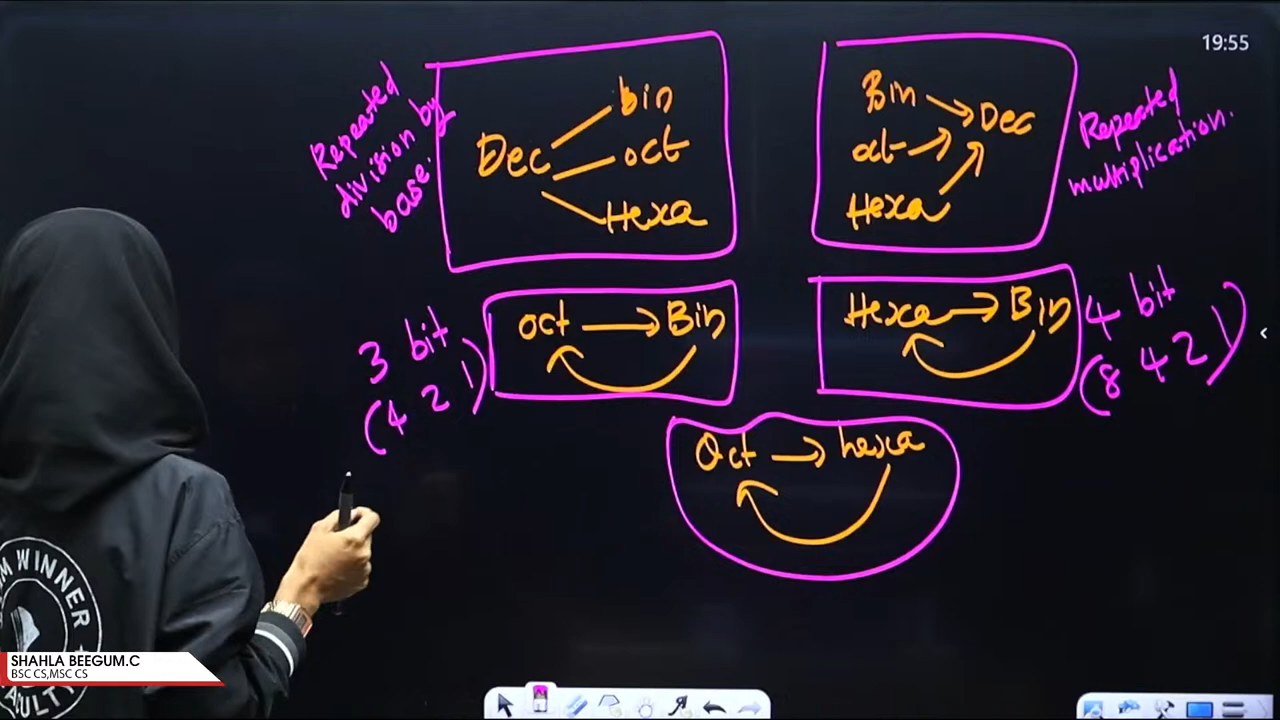 19:55
Repeated
division by
base.
Dec
bin
oct
Hexa
Bin → Dec
oct →
Hexa
Repeated
multiplication.
3 bit
(4 2 1)
oct → Bin
Hexa → Bin
4 bit
(8 4 2 1)
Oct → hexa
WINNER
SHAHLA BEEGUM.C
BSC CS,MSC CS